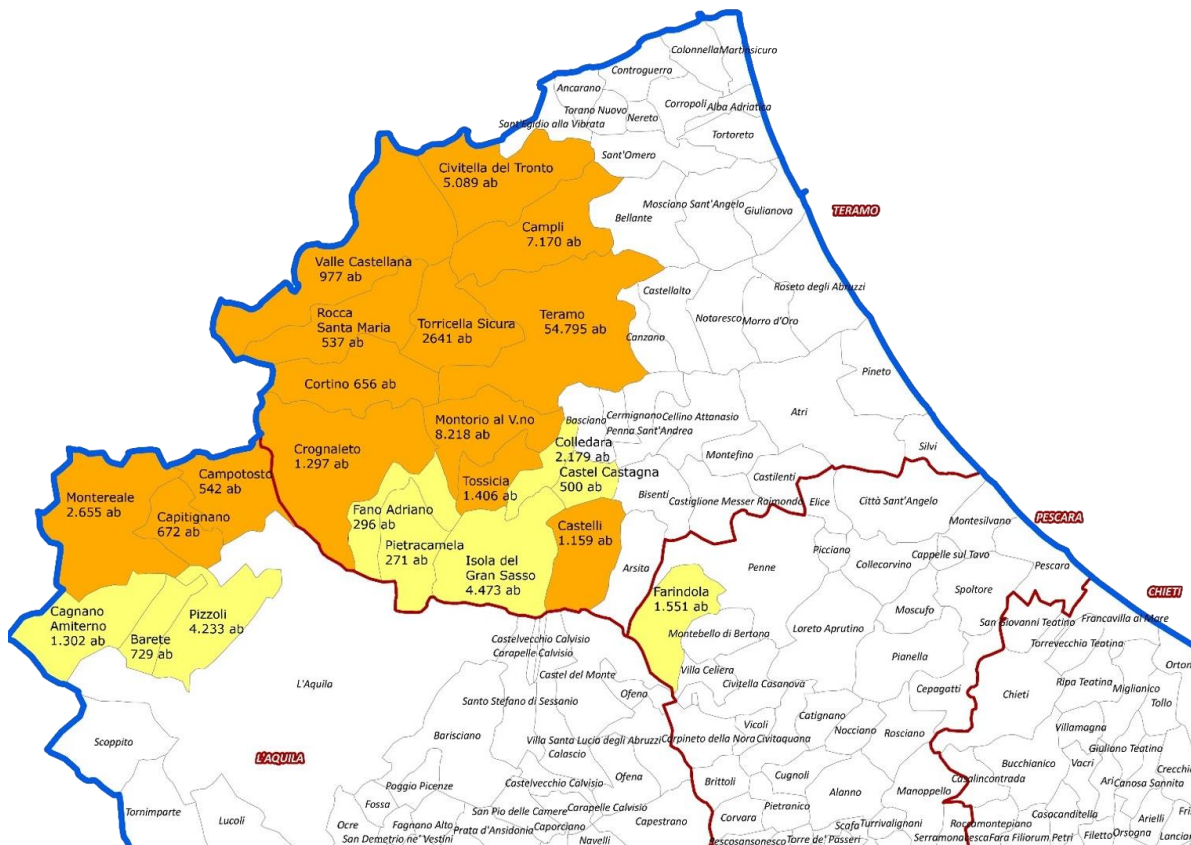 ColonnellaMartinsicuro
Controguerra
Ancarano
Corropoli
Alba Adriatica
Torano Nuovo
Nereto
Sant'Egidio alla Vibrata
Tortoreto
Sant'Omero
Civitella del Tronto
5.089 ab
Mosciano Sant'Angelo
Giulianova
TERAMO
Bellante
Campli
7.170 ab
Valle Castellana
977 ab
Castellalto
Roseto degli Abruzzi
Rocca
Santa Maria
537 ab
Torricella Sicura
2641 ab
Teramo
54.795 ab
Notaresco
Morro d'Oro
Canzano
Pineto
Cortino 656 ab
Montorio al V.no
8.218 ab
Basciano
Cermignano
Cellino Attanasio
Atri
Penna Sant'Andrea
Silvi
Crognaleto
1.297 ab
Colledara
2.179 ab
Montefino
Castel Castagna
500 ab
Castilenti
Campotosto
542 ab
Tossicia
1.406 ab
Montereale
2.655 ab
Bisenti
Castiglione Messer Raimondo
Elice
Città Sant'Angelo
Capitignano
672 ab
Fano Adriano
296 ab
Castelli
1.159 ab
Montesilvano
PESCARA
Pietracamela
271 ab
Isola del
Gran Sasso
4.473 ab
Arsita
Penne
Picciano
Collecorvino
Cappelle sul Tavo
Pescara
Spoltore
CHIETI
Farindola
1.551 ab
Cagnano
Amiterno
1.302 ab
Barete
729 ab
Pizzoli
4.233 ab
Moscufo
San Giovanni Teatino
Francavilla al Mare
Loreto Aprutino
Montebello di Bertona
Torrevecchia Teatina
Castelvecchio Calvisio
Carapelle Calvisio
Pianella
Villa Celiera
Castel del Monte
Civitella Casanova
Ofena
L'Aquila
Cepagatti
Chieti
Ripa Teatina
Miglianico
Orton
Tollo
Santo Stefano di Sessanio
Vicoli
Catignano
Nocciano
Rosciano
Villamagna
Barisciano
Villa Santa Lucia degli Abruzzi
Calascio
Carpineto della Nora
Civitaquana
Scoppito
L'AQUILA
Giuliano Teatino
Bucchianico
Vacri
Casalincontrada
Ari
Canosa Sannita
Crecchi
Poggio Picenze
Castelvecchio Calvisio
Ofena
Brittoli
Cugnoli
Alanno
Manoppello
Tornimparte
Lucoli
Fossa
San Pio delle Camere
Carapelle Calvisio
Pietranico
Corvara
Capestrano
Ocre
Fagnano Alto
Prata d'Ansidonia
Caporciano
Scafa
Turrivalignani
Roccamontepiano
Casacanditella
Arielli
Fri
San Demetrio ne' Vestini
Navelli
Pescosansonesco
Torre de' Passeri
Serramonacesca
Fara Filiorum Petri
Filetto
Orsogna
Lancian